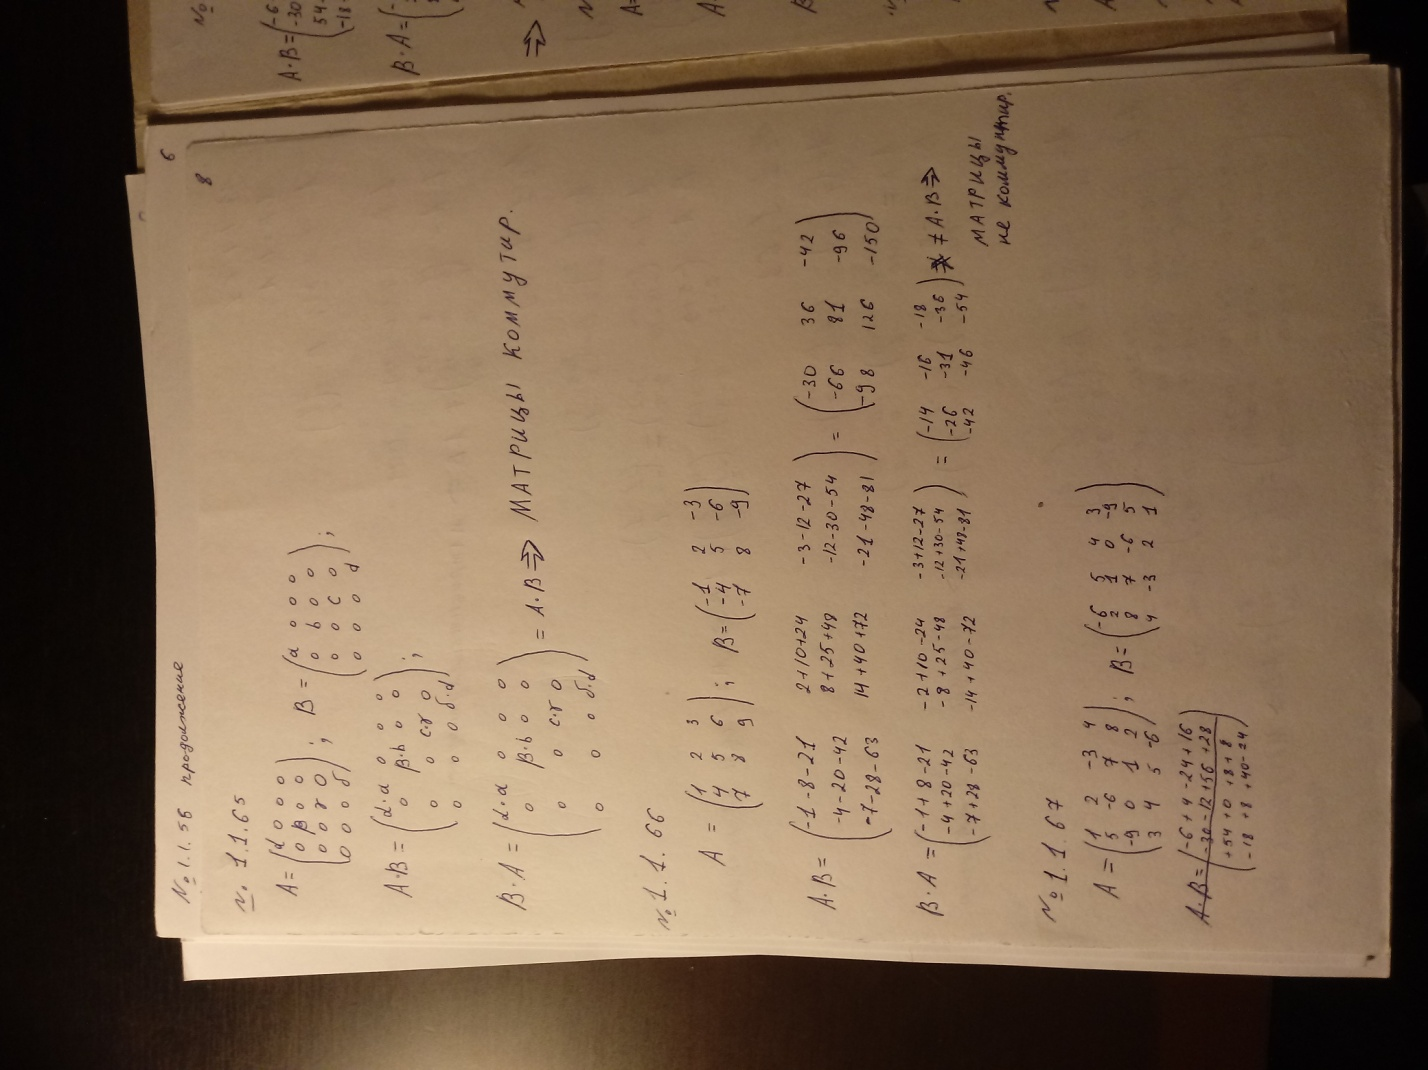 6
№ 1.1.56 продолжение
8
№ 1.1.65
A = (α 0 0 0
0 β 0 0
0 0 γ 0
0 0 0 δ) ; B = (a 0 0 0
0 b 0 0
0 0 c 0
0 0 0 d) ;
A·B = (α·a 0 0 0
0 β·b 0 0
0 0 c·γ 0
0 0 0 δ·d) ;
B·A = (α·a 0 0 0
0 β·b 0 0
0 0 c·γ 0
0 0 0 δ·d) = A·B ⇒ матрицы коммутир.
№ 1.1.66
A = (1 2 3
4 5 6
7 8 9) ; B = (-1 2 -3
-4 5 -6
-7 8 -9)
A·B = (-1-8-21 2+10+24 -3-12-27
-4-20-42 8+25+48 -12-30-54
-7-28-63 14+40+72 -21-48-81) = (-30 36 -42
-66 81 -96
-98 126 -150)
B·A = (-1+8-21 -2+10-24 -3+12-27
-4+20-42 -8+25-48 -12+30-54
-7+28-63 -14+40-72 -21+48-81) = (-14 -16 -18
-26 -31 -36
-42 -46 -54) ≠ A·B ⇒
матрицы
не коммутир.
№ 1.1.67
A = (1 2 -3 4
5 -6 7 8
-9 0 1 2
3 4 5 -6) ; B = (-6 5 4 3
2 1 0 -9
8 7 -6 5
4 -3 2 1)
A·B = (-6+4-24+16
-30-12+56+28
+54+0+8+8
-18+8+40-24)
№
A·B = (-6
-30
54
-18
B·A = (
⇒
A=